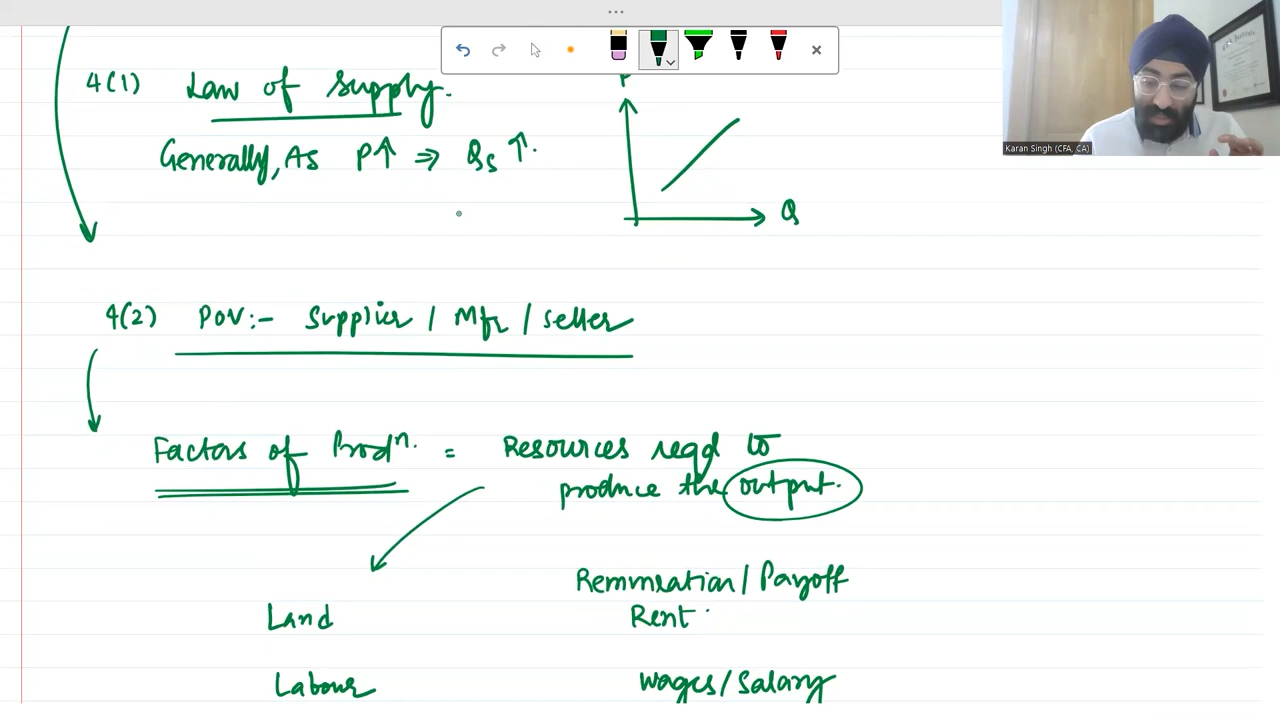 4(1) Law of Supply.
P
Generally, As P↑ ⇒ Qs ↑.
Q
Karan Singh (CFA, CA)
4(2) POV:- Supplier / Mfr / Seller
Factors of Prodn. = Resources reqd to
produce the output.
Remuneration / Payoff
Land Rent
Labour Wages/Salary